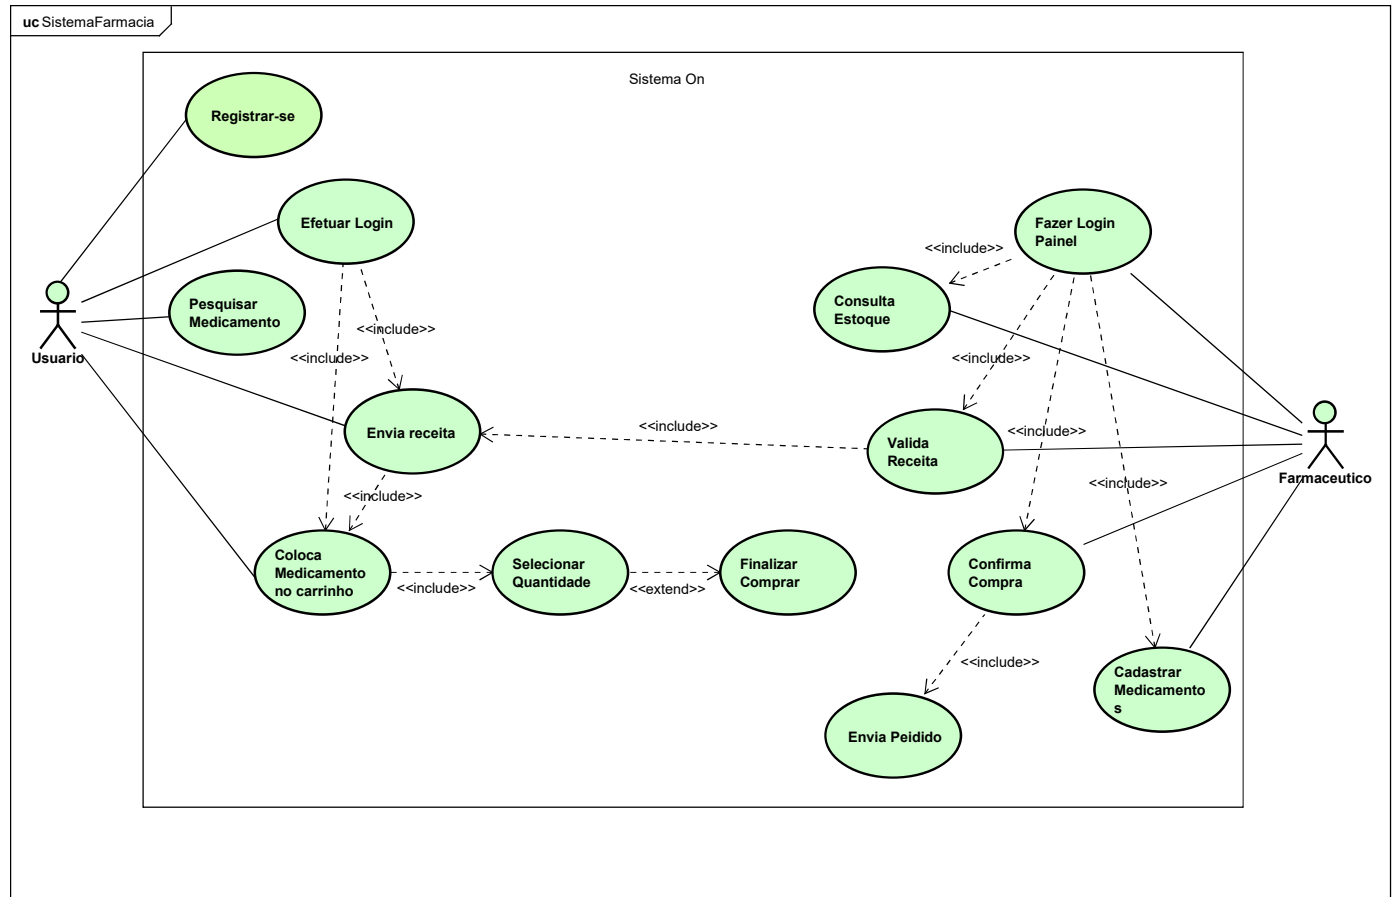 uc SistemaFarmacia
Sistema On
Registrar-se
Efetuar Login
Fazer Login
Painel
<<include>>
Pesquisar
Medicamento
Consulta
Estoque
<<include>>
<<include>>
<<include>>
Usuario
Envia receita
<<include>>
Valida
Receita
<<include>>
Farmaceutico
<<include>>
<<include>>
Coloca
Medicamento
no carrinho
<<include>>
Selecionar
Quantidade
<<extend>>
Finalizar
Comprar
Confirma
Compra
<<include>>
Cadastrar
Medicamento
s
Envia Peidido